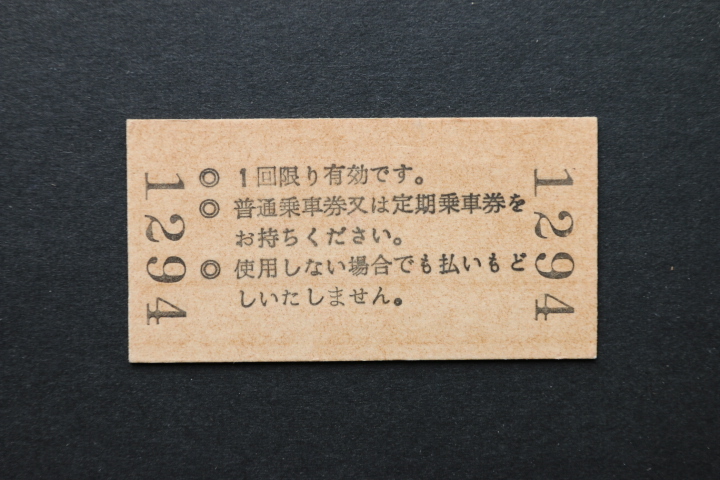 1294
◎ 1回限り有効です。
◎ 普通乗車券又は定期乗車券を
お持ちください。
◎ 使用しない場合でも払いもど
しいたしません。
1294